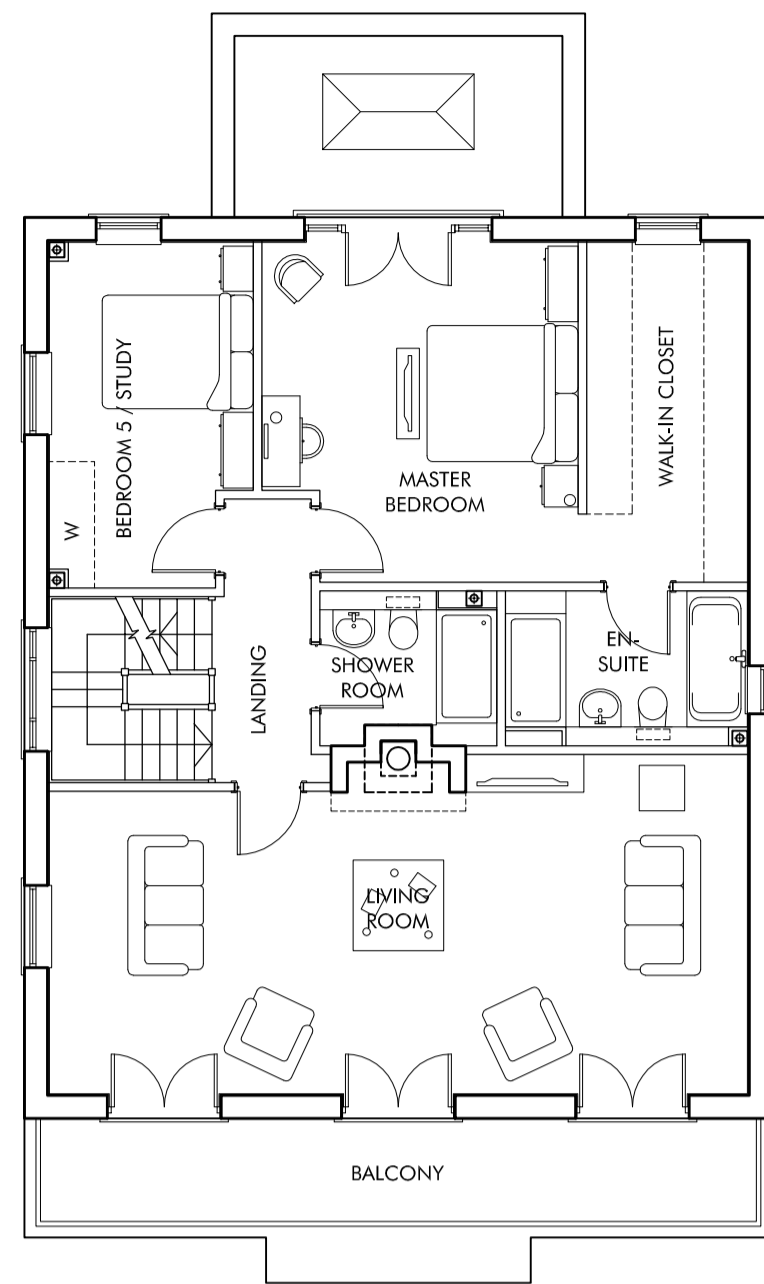 BEDROOM 5 / STUDY
W
MASTER
BEDROOM
WALK-IN CLOSET
LANDING
SHOWER
ROOM
EN-
SUITE
LIVING
ROOM
BALCONY